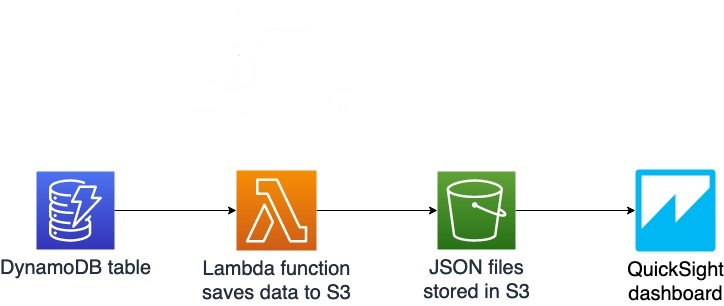 DynamoDB table
Lambda function
saves data to S3
JSON files
stored in S3
QuickSight
dashboard